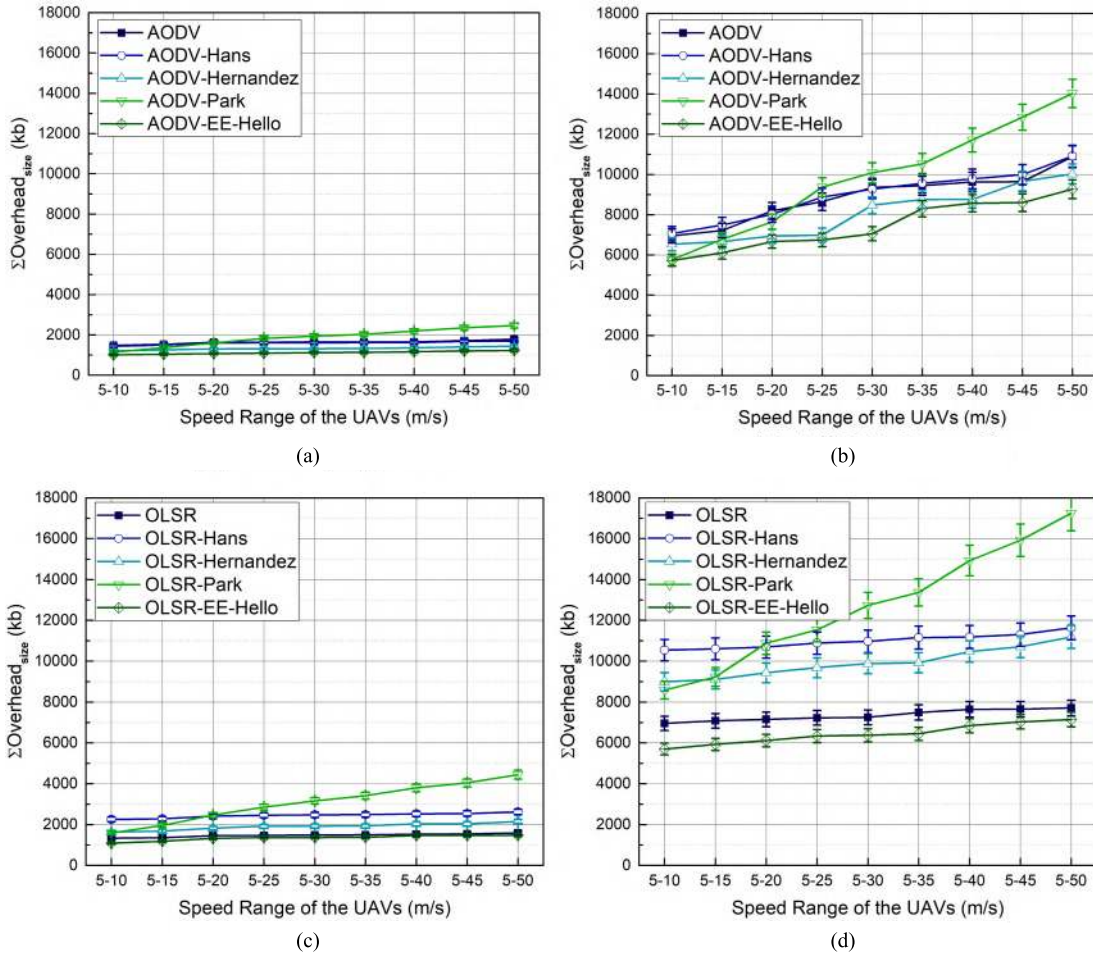 18000
16000
14000
12000
10000
8000
6000
4000
2000
0
ΣOverhead_size (kb)
AODV
AODV-Hans
AODV-Hernandez
AODV-Park
AODV-EE-Hello
5-10 5-15 5-20 5-25 5-30 5-35 5-40 5-45 5-50
Speed Range of the UAVs (m/s)
(a)
18000
16000
14000
12000
10000
8000
6000
4000
2000
0
ΣOverhead_size (kb)
AODV
AODV-Hans
AODV-Hernandez
AODV-Park
AODV-EE-Hello
5-10 5-15 5-20 5-25 5-30 5-35 5-40 5-45 5-50
Speed Range of the UAVs (m/s)
(b)
18000
16000
14000
12000
10000
8000
6000
4000
2000
0
ΣOverhead_size (kb)
OLSR
OLSR-Hans
OLSR-Hernandez
OLSR-Park
OLSR-EE-Hello
5-10 5-15 5-20 5-25 5-30 5-35 5-40 5-45 5-50
Speed Range of the UAVs (m/s)
(c)
18000
16000
14000
12000
10000
8000
6000
4000
2000
0
ΣOverhead_size (kb)
OLSR
OLSR-Hans
OLSR-Hernandez
OLSR-Park
OLSR-EE-Hello
5-10 5-15 5-20 5-25 5-30 5-35 5-40 5-45 5-50
Speed Range of the UAVs (m/s)
(d)